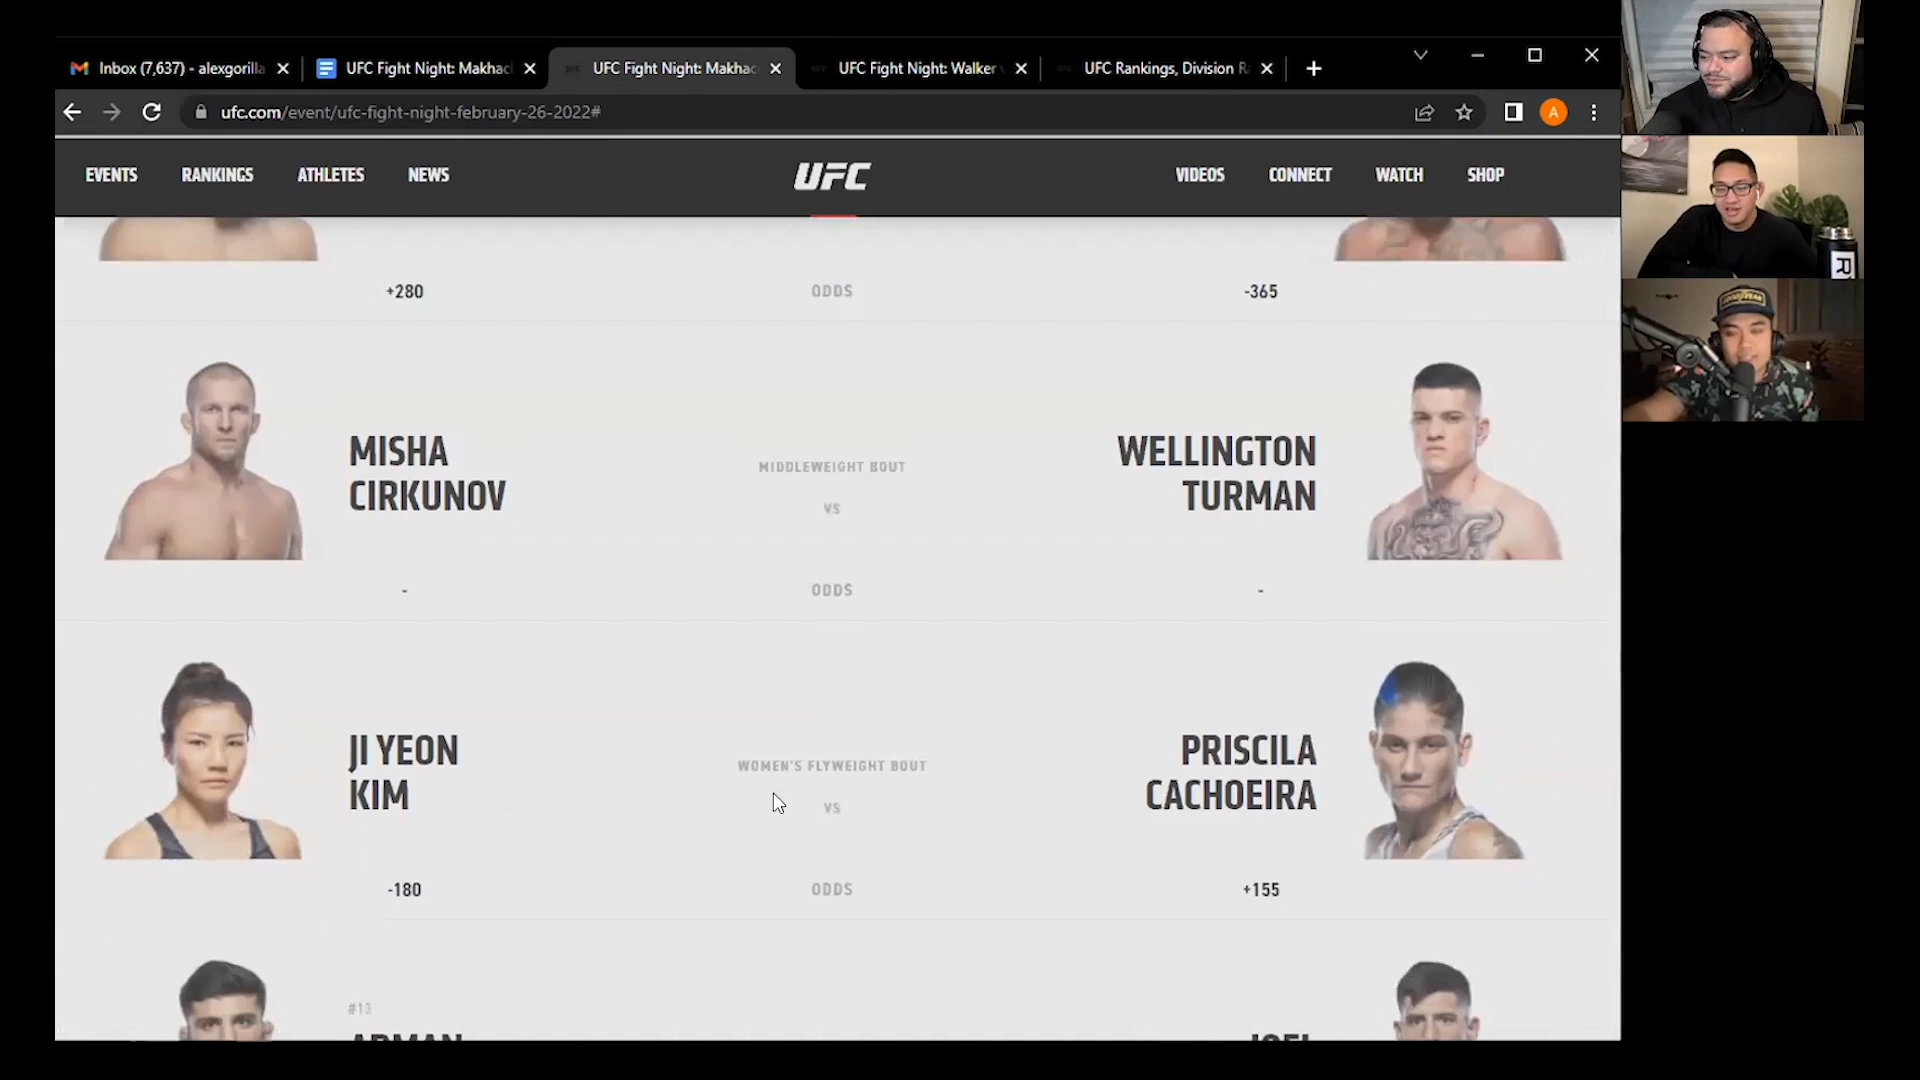 Inbox (7,637) - alexgorilla
UFC Fight Night: Makhac
UFC Fight Night: Makhac
UFC Fight Night: Walker
UFC Rankings, Division R
ufc.com/event/ufc-fight-night-february-26-2022#
A
EVENTS
RANKINGS
ATHLETES
NEWS
UFC
VIDEOS
CONNECT
WATCH
SHOP
+280
ODDS
-365
MISHA
CIRKUNOV
MIDDLEWEIGHT BOUT
VS
WELLINGTON
TURMAN
-
ODDS
-
JI YEON
KIM
WOMEN'S FLYWEIGHT BOUT
VS
PRISCILA
CACHOEIRA
-180
ODDS
+155
#13
ARMAN
JOEL
GOODYEAR